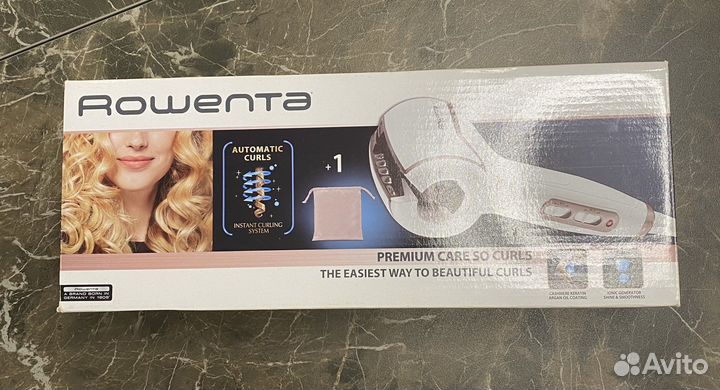 Rowenta
AUTOMATIC
CURLS
INSTANT CURLING
SYSTEM
+1
PREMIUM CARE SO CURLS
THE EASIEST WAY TO BEAUTIFUL CURLS
Rowenta
A BRAND BORN IN
GERMANY IN 1909*
CASHMERE KERATIN
ARGAN OIL COATING
IONIC GENERATOR
SHINE & SMOOTHNESS
Avito